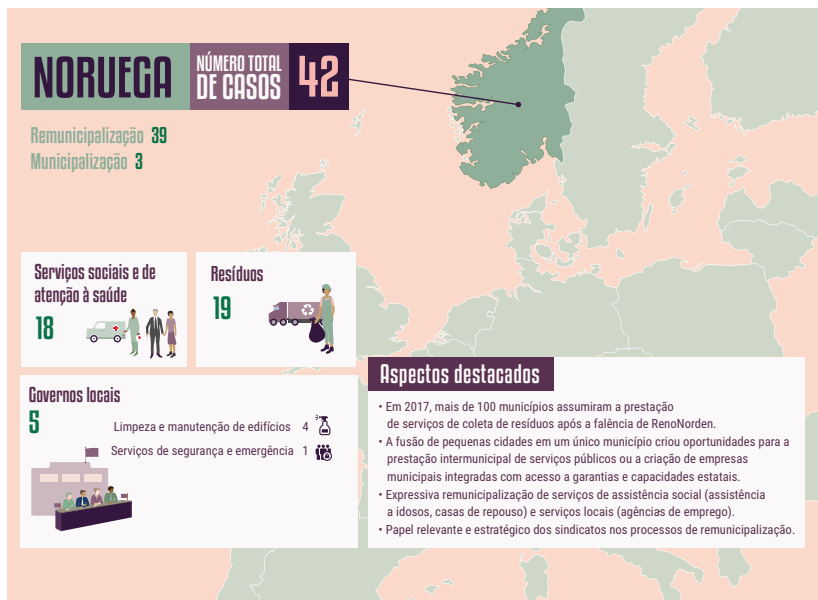 NORUEGA
NÚMERO TOTAL
DE CASOS
42
Remunicipalização 39
Municipalização 3
Serviços sociais e de
atenção à saúde
18
Resíduos
19
Governos locais
5
Limpeza e manutenção de edifícios 4
Serviços de segurança e emergência 1
Aspectos destacados
• Em 2017, mais de 100 municípios assumiram a prestação
de serviços de coleta de resíduos após a falência de RenoNorden.
• A fusão de pequenas cidades em um único município criou oportunidades para a
prestação intermunicipal de serviços públicos ou a criação de empresas
municipais integradas com acesso a garantias e capacidades estatais.
• Expressiva remunicipalização de serviços de assistência social (assistência
a idosos, casas de repouso) e serviços locais (agências de emprego).
• Papel relevante e estratégico dos sindicatos nos processos de remunicipalização.